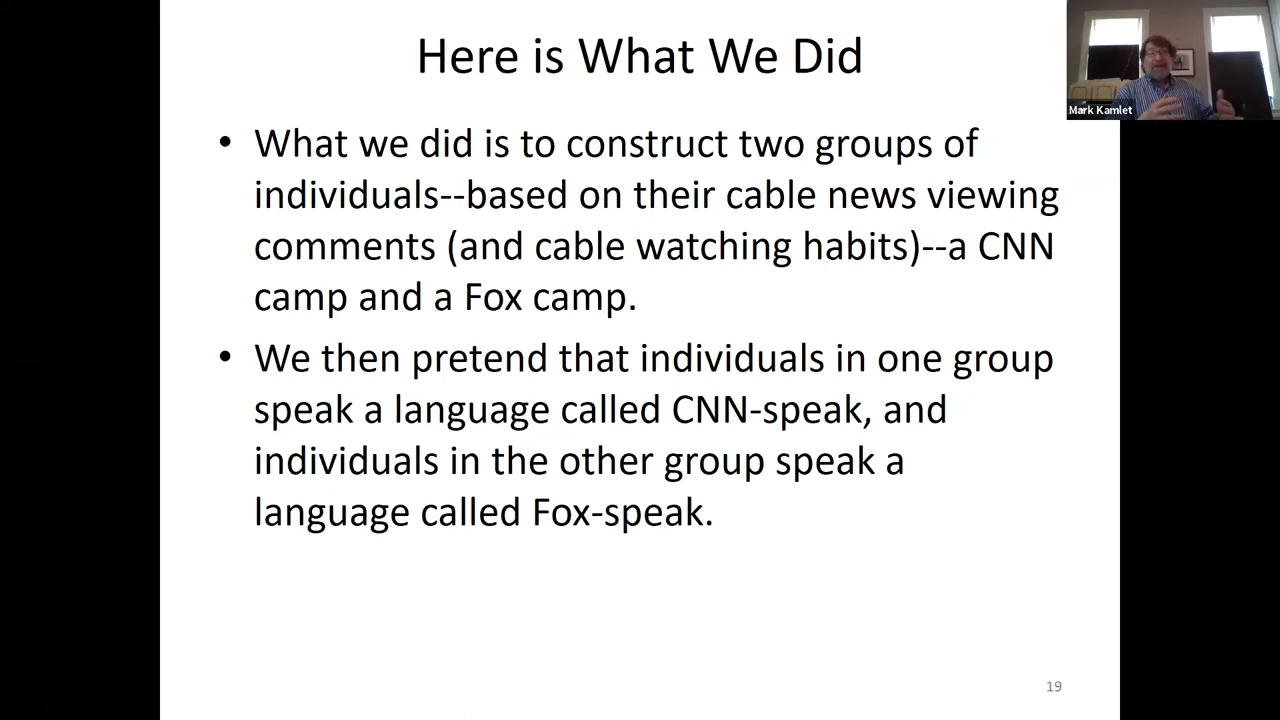 Here is What We Did
Mark Kamlet
• What we did is to construct two groups of
individuals--based on their cable news viewing
comments (and cable watching habits)--a CNN
camp and a Fox camp.
• We then pretend that individuals in one group
speak a language called CNN-speak, and
individuals in the other group speak a
language called Fox-speak.
19